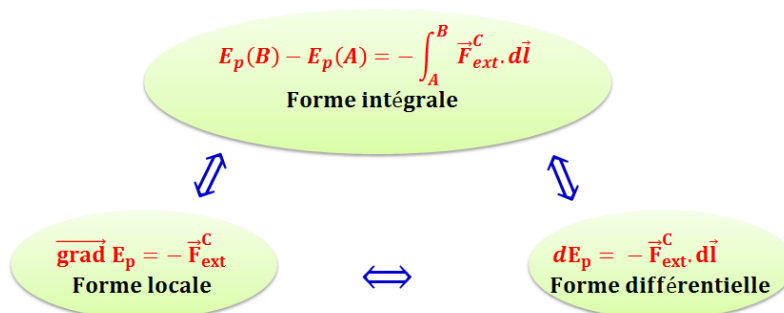 E_p(B) − E_p(A) = − ∫_A^B F⃗_ext^C . dl⃗
Forme intégrale
⇔
⇔
grad⃗ E_p = − F⃗_ext^C
Forme locale
⇔
dE_p = − F⃗_ext^C . dl⃗
Forme différentielle